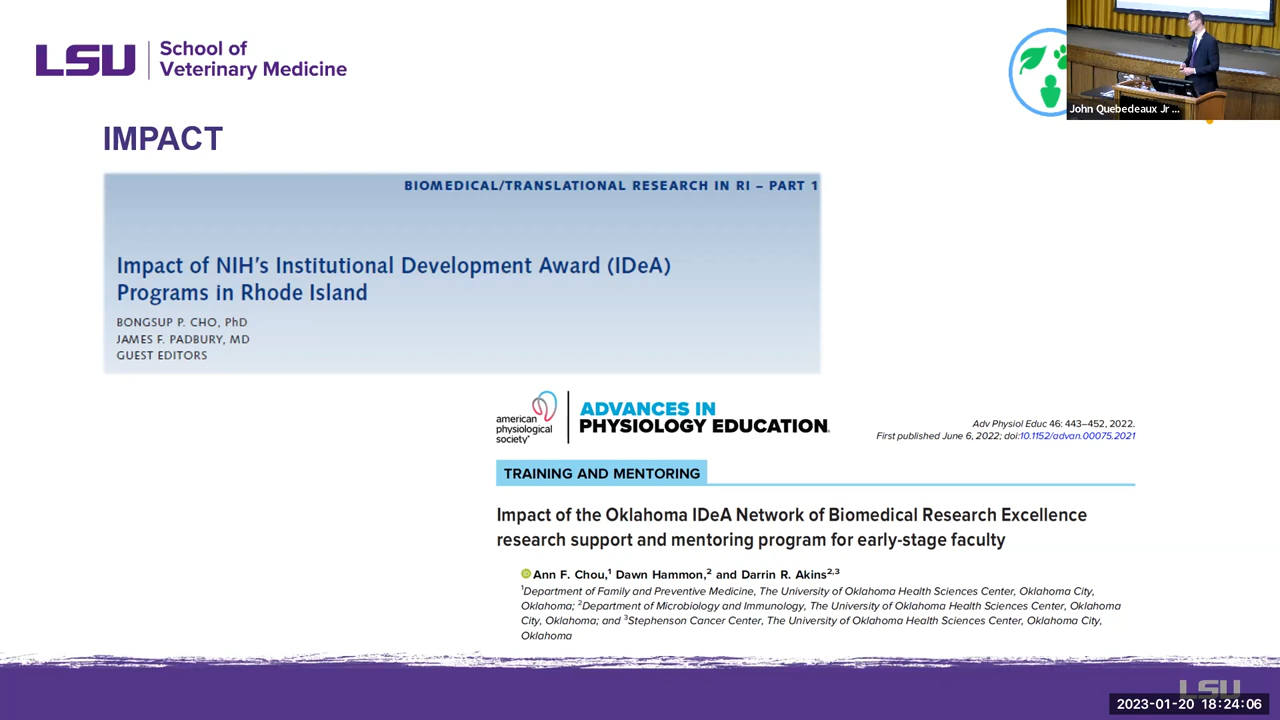 LSU
School of
Veterinary Medicine
John Quebedeaux Jr ...
IMPACT
BIOMEDICAL/TRANSLATIONAL RESEARCH IN RI – PART 1
Impact of NIH's Institutional Development Award (IDeA)
Programs in Rhode Island
BONGSUP P. CHO, PhD
JAMES F. PADBURY, MD
GUEST EDITORS
american
physiological
society
ADVANCES IN
PHYSIOLOGY EDUCATION.
Adv Physiol Educ 46: 443–452, 2022.
First published June 6, 2022; doi:10.1152/advan.00075.2021
TRAINING AND MENTORING
Impact of the Oklahoma IDeA Network of Biomedical Research Excellence
research support and mentoring program for early-stage faculty
Ann F. Chou,¹ Dawn Hammon,² and Darrin R. Akins²,³
¹Department of Family and Preventive Medicine, The University of Oklahoma Health Sciences Center, Oklahoma City,
Oklahoma; ²Department of Microbiology and Immunology, The University of Oklahoma Health Sciences Center, Oklahoma
City, Oklahoma; and ³Stephenson Cancer Center, The University of Oklahoma Health Sciences Center, Oklahoma City,
Oklahoma
LSU
2023-01-20 18:24:06